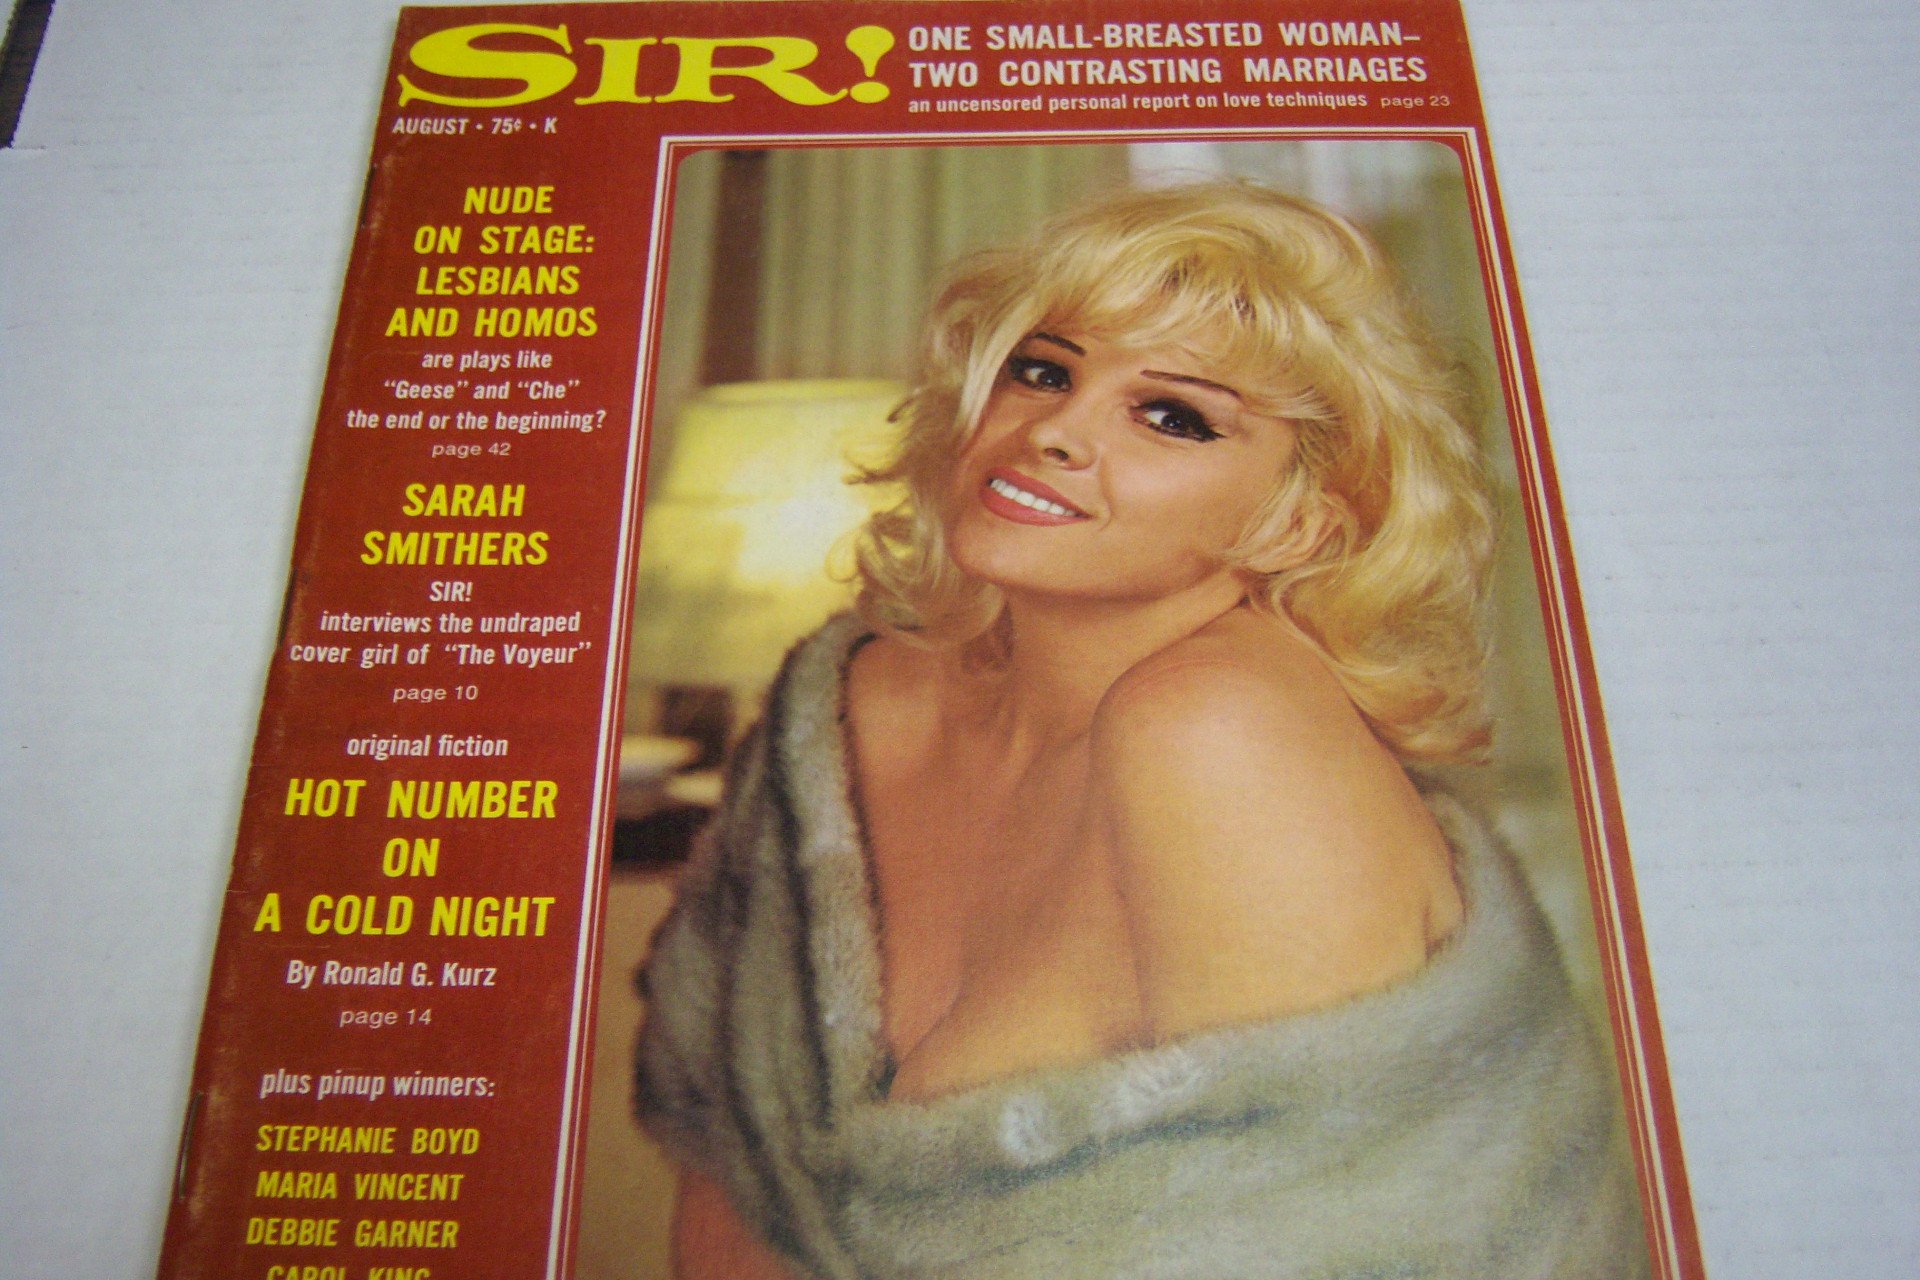 SIR!
AUGUST • 75¢ • K
ONE SMALL-BREASTED WOMAN–
TWO CONTRASTING MARRIAGES
an uncensored personal report on love techniques page 23
NUDE
ON STAGE:
LESBIANS
AND HOMOS
are plays like
“Geese” and “Che”
the end or the beginning?
page 42
SARAH
SMITHERS
SIR!
interviews the undraped
cover girl of “The Voyeur”
page 10
original fiction
HOT NUMBER
ON
A COLD NIGHT
By Ronald G. Kurz
page 14
plus pinup winners:
STEPHANIE BOYD
MARIA VINCENT
DEBBIE GARNER
CAROL KING